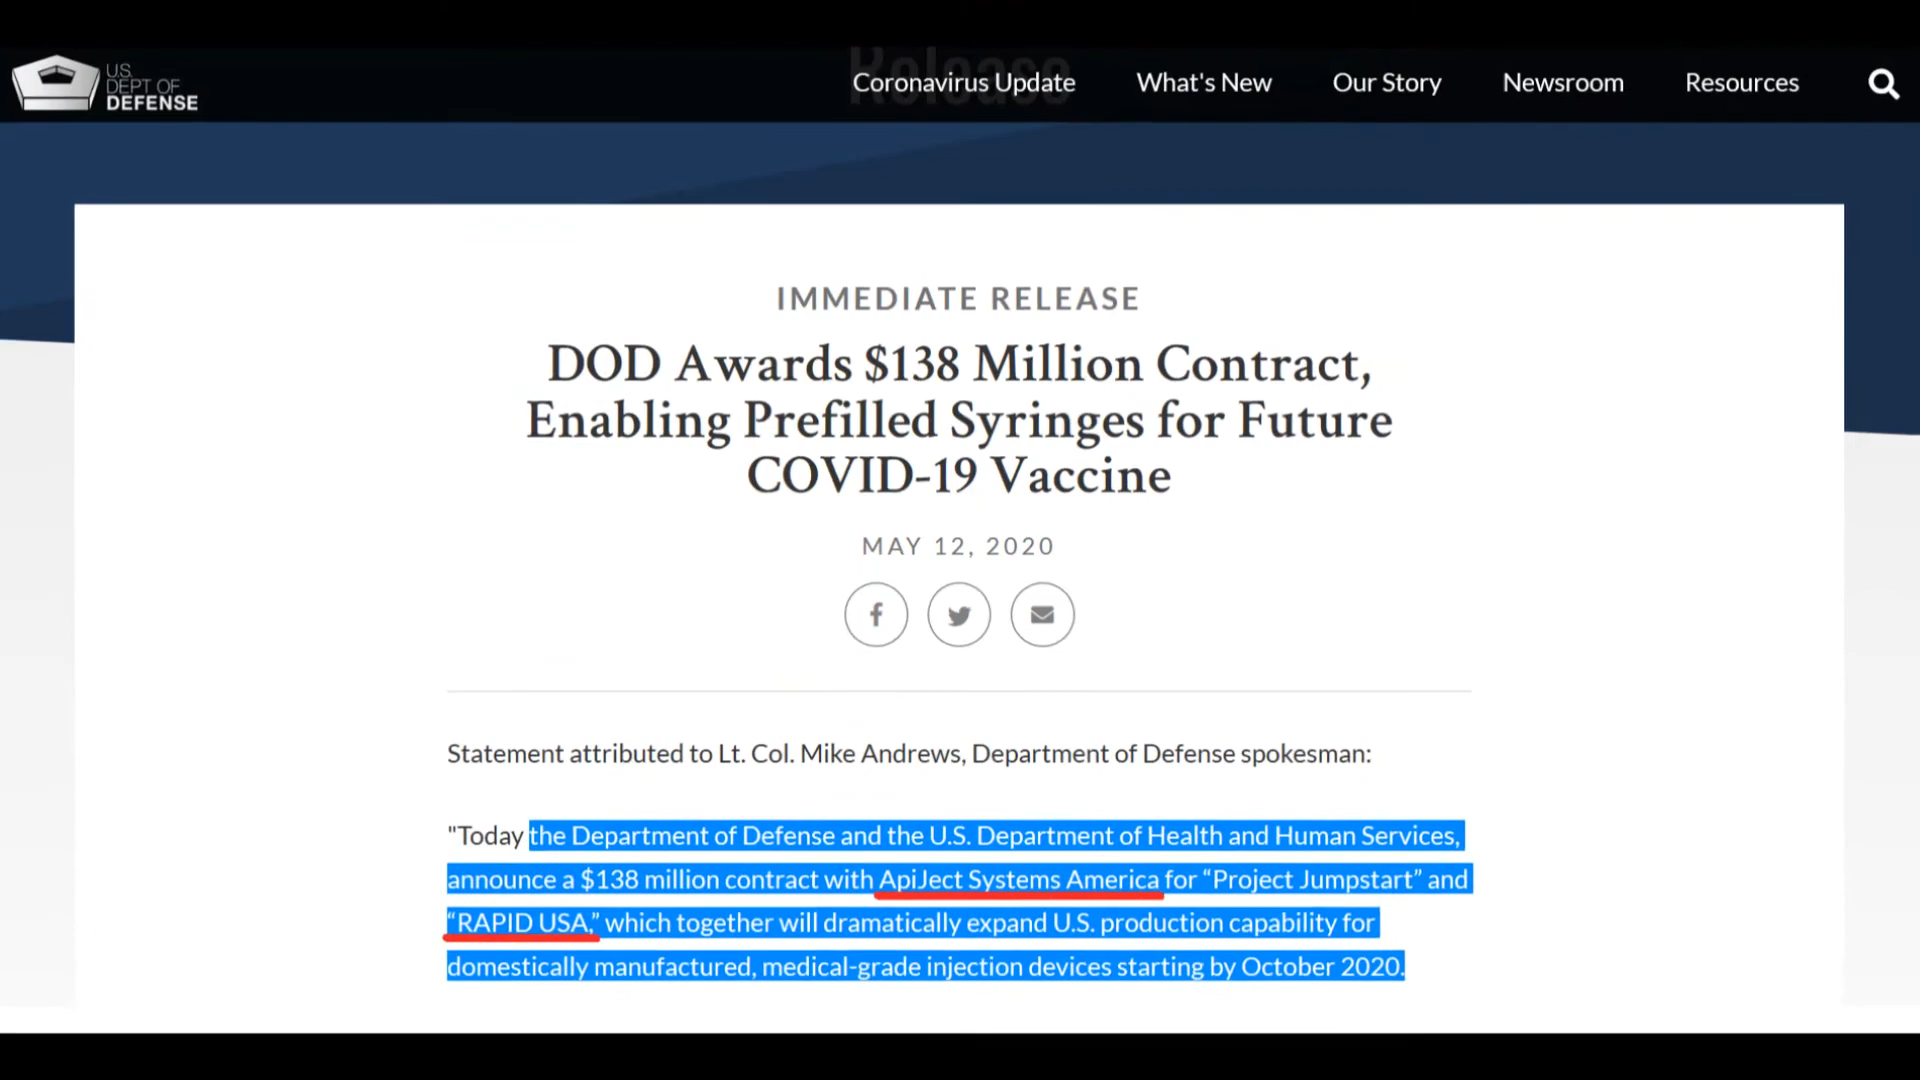 Release
U.S.
DEPT OF
DEFENSE
Coronavirus Update
What's New
Our Story
Newsroom
Resources
IMMEDIATE RELEASE
DOD Awards $138 Million Contract,
Enabling Prefilled Syringes for Future
COVID-19 Vaccine
MAY 12, 2020
Statement attributed to Lt. Col. Mike Andrews, Department of Defense spokesman:
"Today the Department of Defense and the U.S. Department of Health and Human Services,
announce a $138 million contract with ApiJect Systems America for “Project Jumpstart” and
“RAPID USA,” which together will dramatically expand U.S. production capability for
domestically manufactured, medical-grade injection devices starting by October 2020.